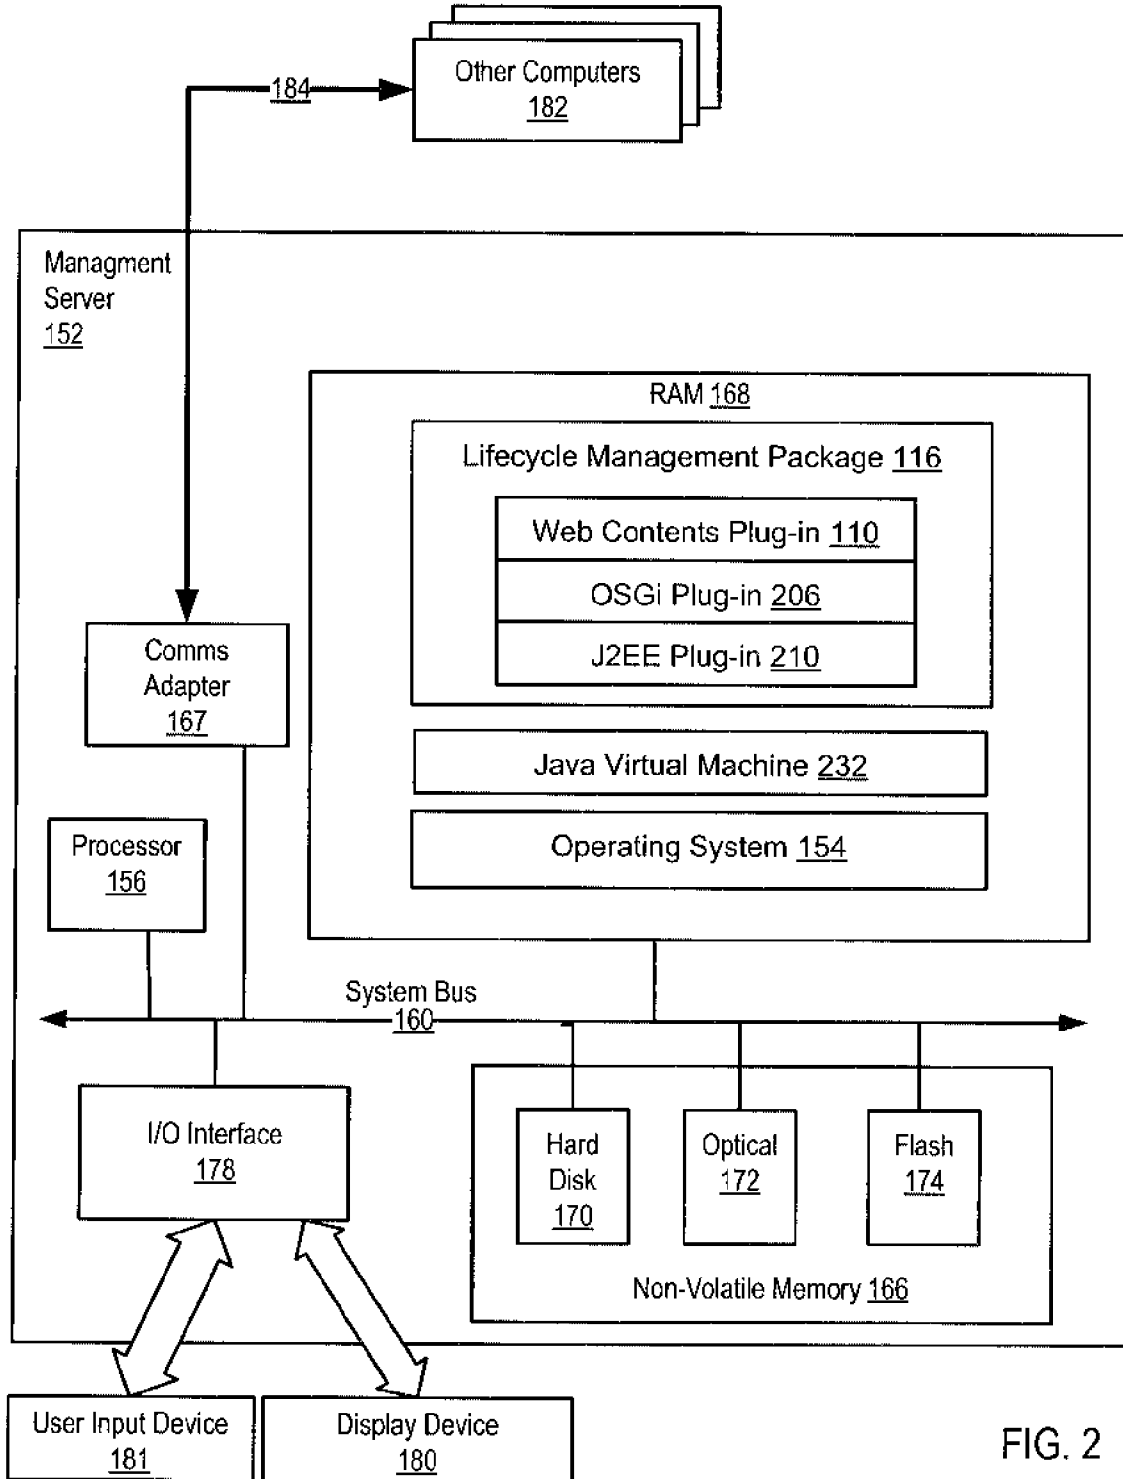 Other Computers
182
184
Managment
Server
152
RAM 168
Lifecycle Management Package 116
Web Contents Plug-in 110
OSGi Plug-in 206
J2EE Plug-in 210
Comms
Adapter
167
Java Virtual Machine 232
Processor
156
Operating System 154
System Bus
160
I/O Interface
178
Hard
Disk
170
Optical
172
Flash
174
Non-Volatile Memory 166
User Input Device
181
Display Device
180
FIG. 2